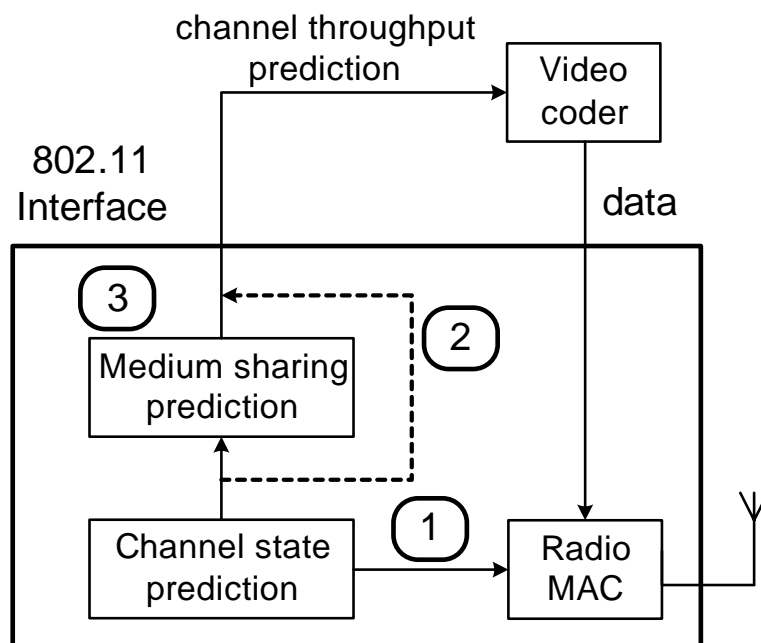 channel throughput
prediction
Video
coder
802.11
Interface
data
3
2
Medium sharing
prediction
1
Channel state
prediction
Radio
MAC